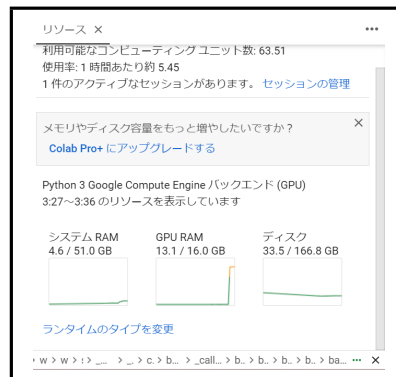 リソース ×
利用可能なコンピューティング ユニット数: 63.51
使用率: 1 時間あたり約 5.45
1 件のアクティブなセッションがあります。 セッションの管理
メモリやディスク容量をもっと増やしたいですか？
Colab Pro+ にアップグレードする
Python 3 Google Compute Engine バックエンド (GPU)
3:27～3:36 のリソースを表示しています
システム RAM GPU RAM ディスク
4.6 / 51.0 GB 13.1 / 16.0 GB 33.5 / 166.8 GB
ランタイムのタイプを変更
w > w > > _... > _. > c. > b... > _call... > b.. > b.. > b.. > b.. > ba...